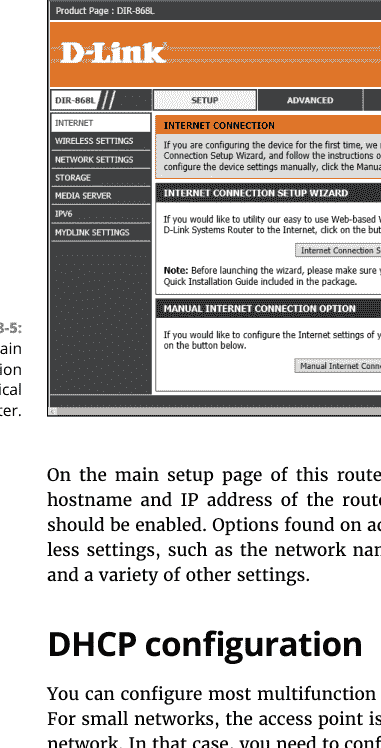 Product Page : DIR-868L
D-Link
DIR-868L
SETUP
ADVANCED
INTERNET
WIRELESS SETTINGS
NETWORK SETTINGS
STORAGE
MEDIA SERVER
IPV6
MYDLINK SETTINGS
INTERNET CONNECTION
If you are configuring the device for the first time, we
Connection Setup Wizard, and follow the instructions o
configure the device settings manually, click the Manua
INTERNET CONNECTION SETUP WIZARD
If you would like to utility our easy to use Web-based
D-Link Systems Router to the Internet, click on the but
Internet Connection S
Note: Before launching the wizard, please make sure
Quick Installation Guide included in the package.
MANUAL INTERNET CONNECTION OPTION
If you would like to configure the Internet settings of y
on the button below.
Manual Internet Conne
3-5:
ain
ion
ical
ter.
On the main setup page of this route
hostname and IP address of the route
should be enabled. Options found on ad
less settings, such as the network nan
and a variety of other settings.
DHCP configuration
You can configure most multifunction
For small networks, the access point is
network. In that case, you need to conf